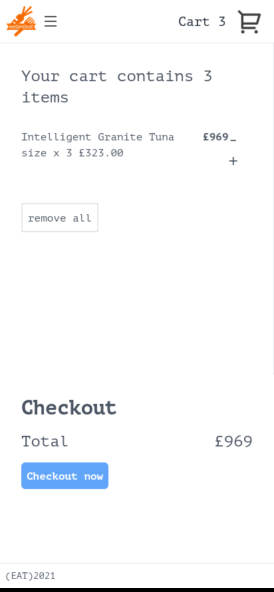 Cart 3
Your cart contains 3
items
Intelligent Granite Tuna £969_
size x 3 £323.00
+
remove all
Checkout
Total £969
Checkout now
(EAT)2021